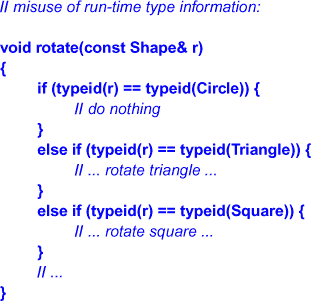 // misuse of run-time type information:
void rotate(const Shape& r)
{
if (typeid(r) == typeid(Circle)) {
// do nothing
}
else if (typeid(r) == typeid(Triangle)) {
// ... rotate triangle ...
}
else if (typeid(r) == typeid(Square)) {
// ... rotate square ...
}
// ...
}